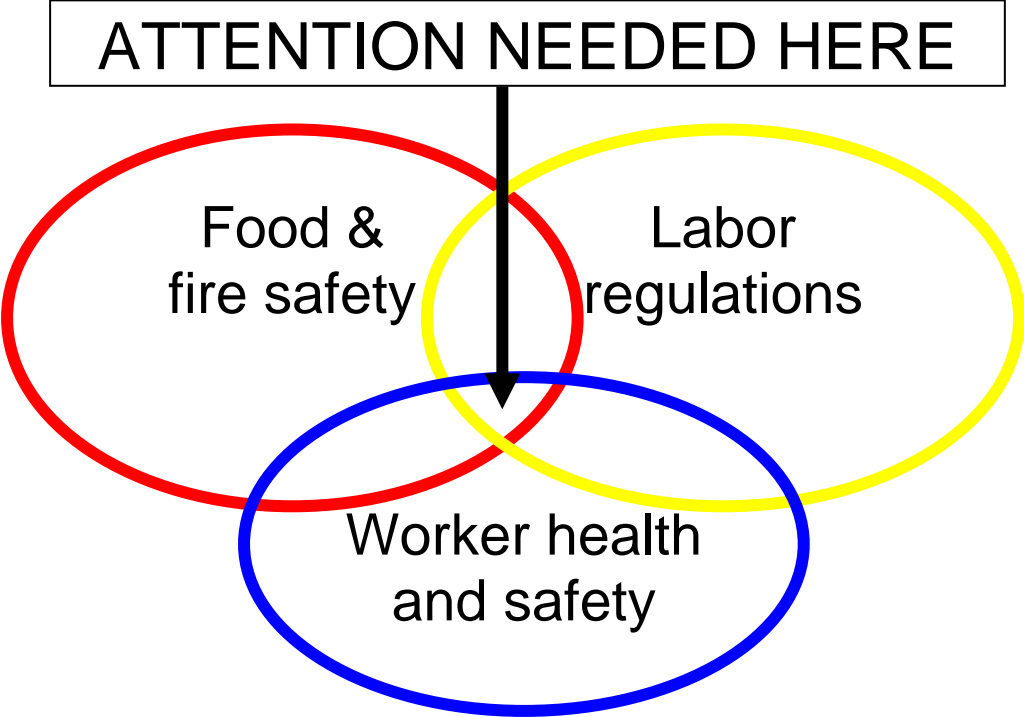 ATTENTION NEEDED HERE
Food &
fire safety
Labor
regulations
Worker health
and safety